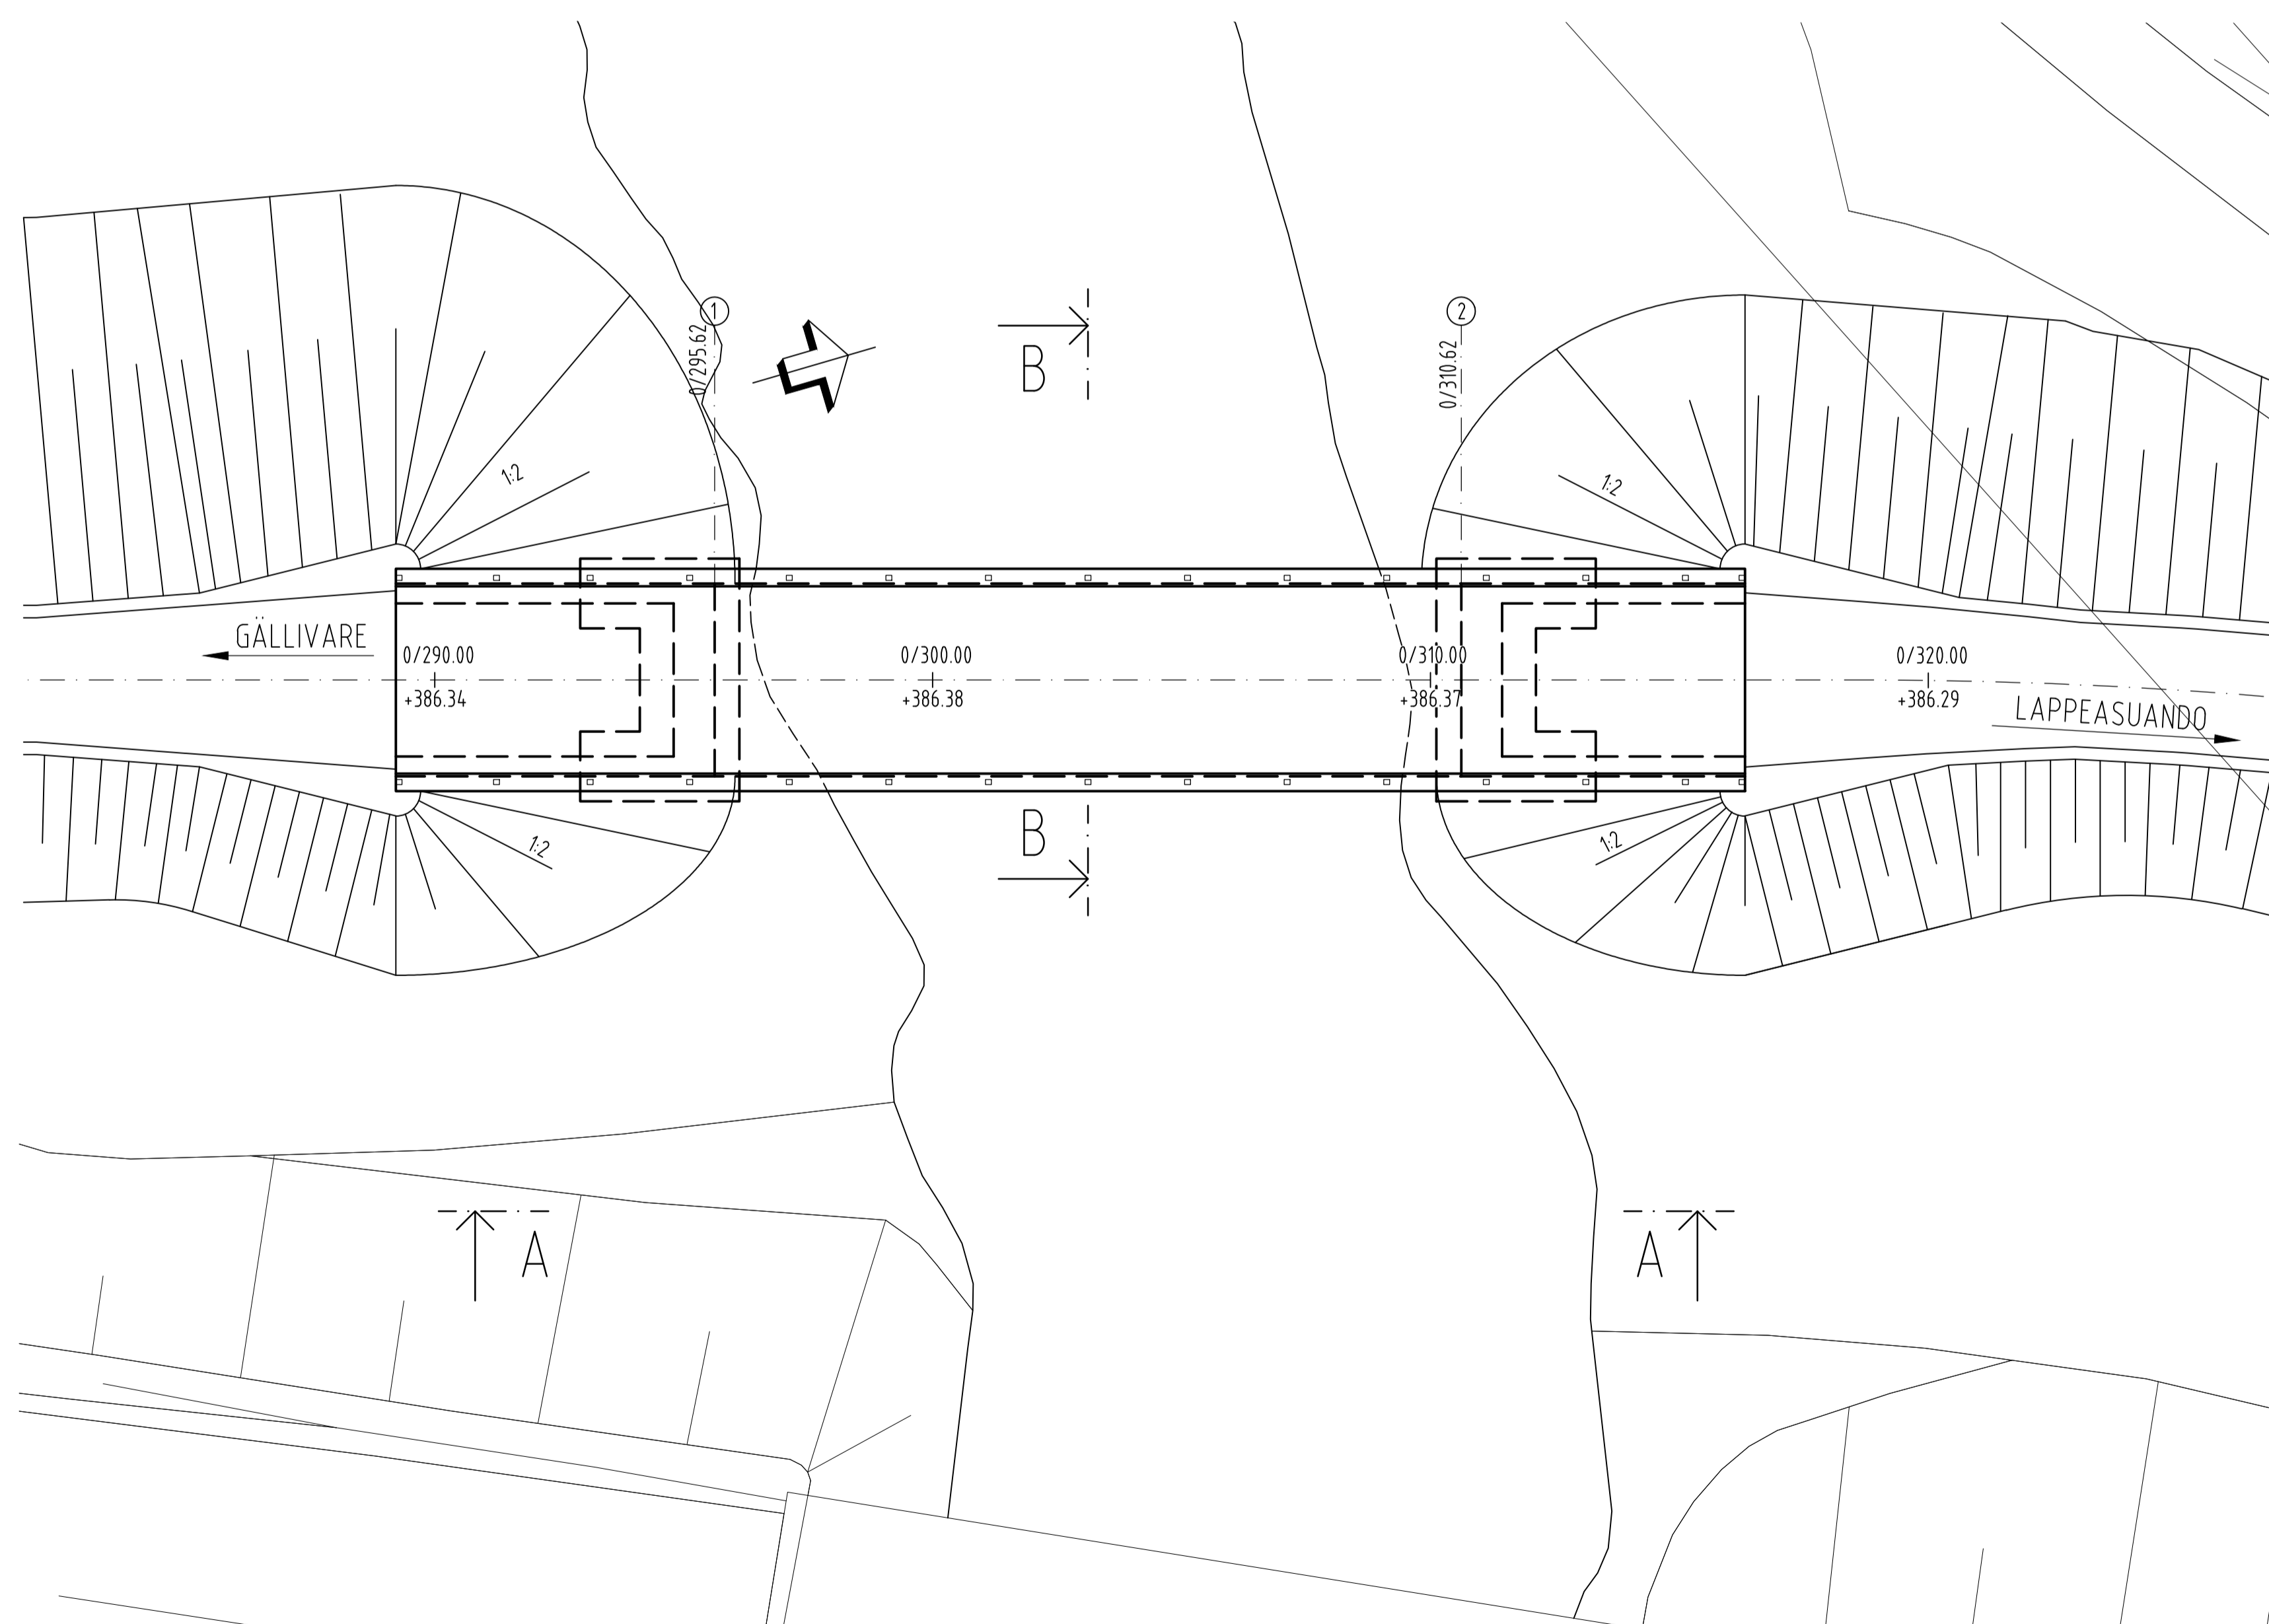 1
2
0/295.62
0/310.62
B
1:2
1:2
GÄLLIVARE
0/290.00
0/300.00
0/310.00
0/320.00
+386.34
+386.38
+386.37
+386.29
LAPPEASUANDO
B
1:2
1:2
A
A